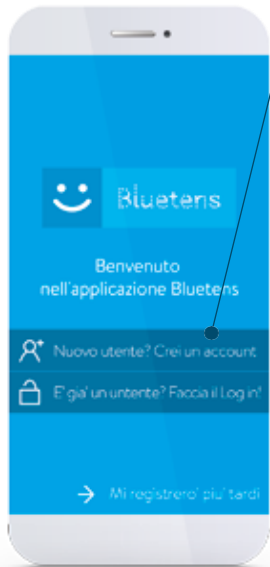 Bluetens
Benvenuto
nell'applicazione Bluetens
Nuovo utente? Crei un account
E' gia' un untente? Faccia il Log in!
Mi registrero' piu' tardi